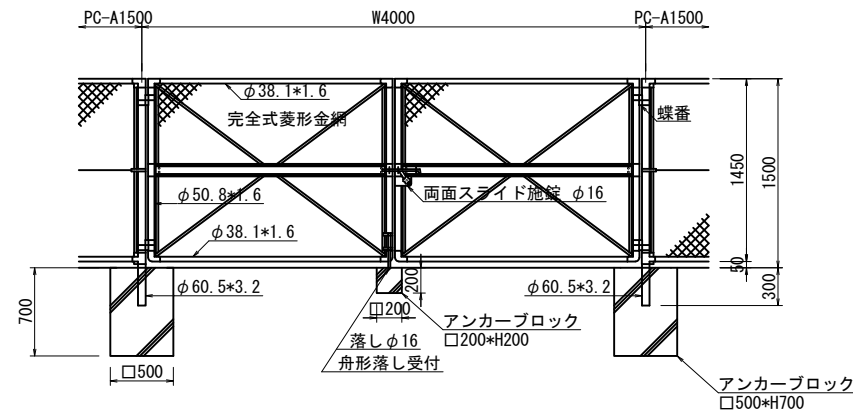 PC-A1500
W4000
PC-A1500
φ38.1*1.6
完全式菱形金網
蝶番
1450
1500
両面スライド施錠 φ16
φ50.8*1.6
φ38.1*1.6
50
φ60.5*3.2
φ60.5*3.2
300
700
200
□200
アンカーブロック
□200*H200
落しφ16
舟形落し受付
□500
アンカーブロック
□500*H700